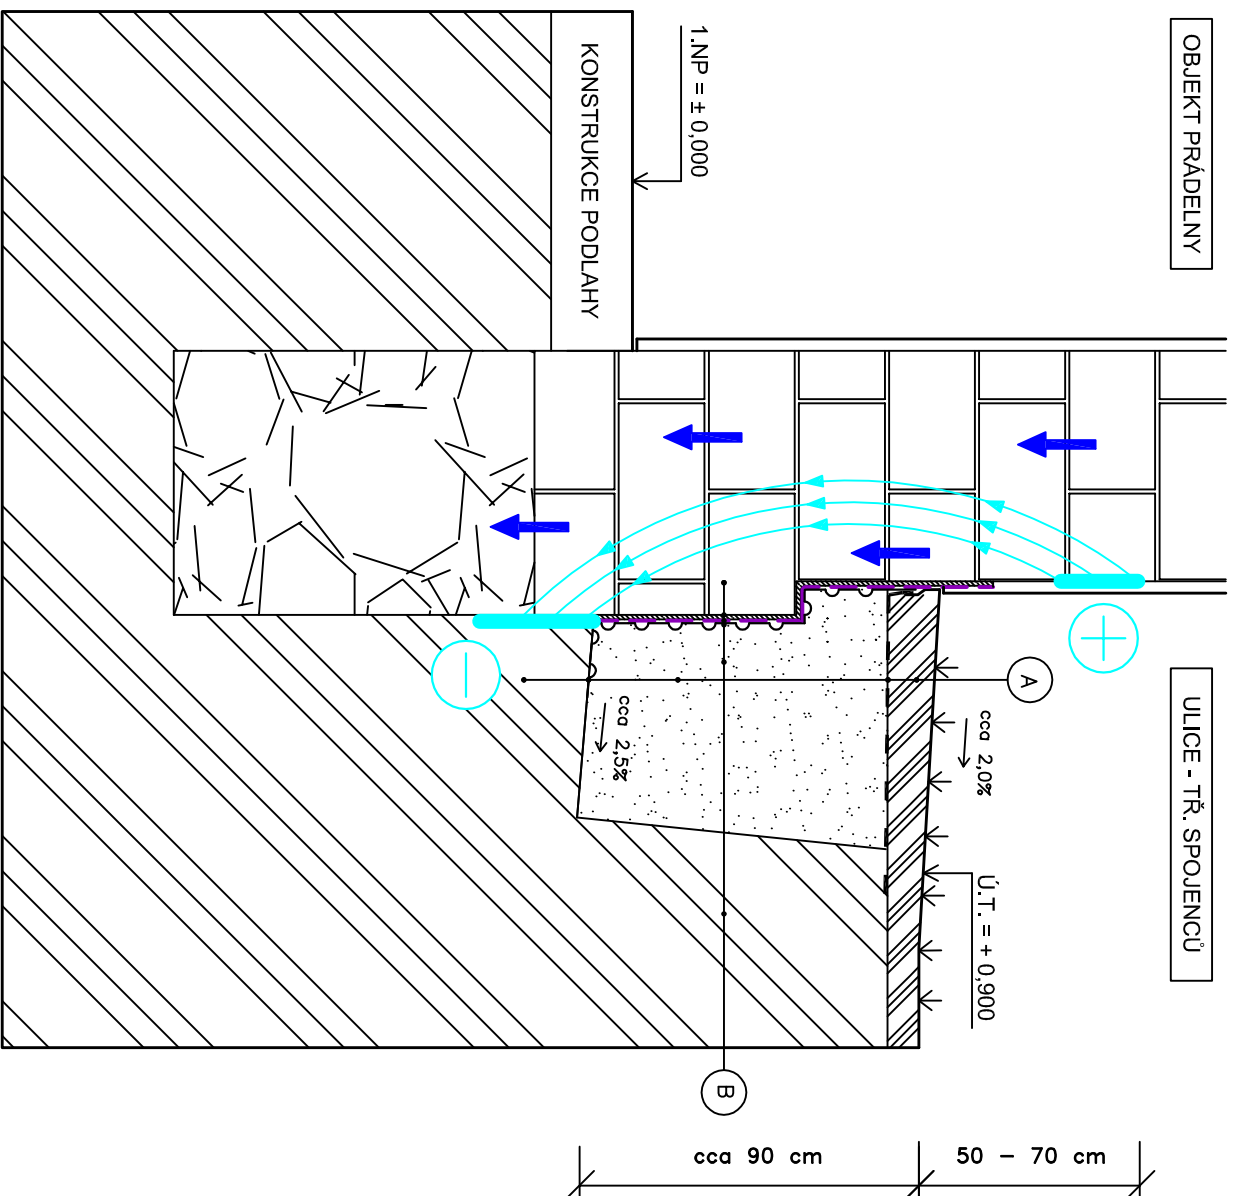 OBJEKT PRÁDELNY
1.NP = ± 0,000
KONSTRUKCE PODLAHY
ULICE - TŘ. SPOJENCŮ
A
cca 2,0%
cca 2,5%
Ú.T. = + 0,900
B
cca 90 cm
50 – 70 cm